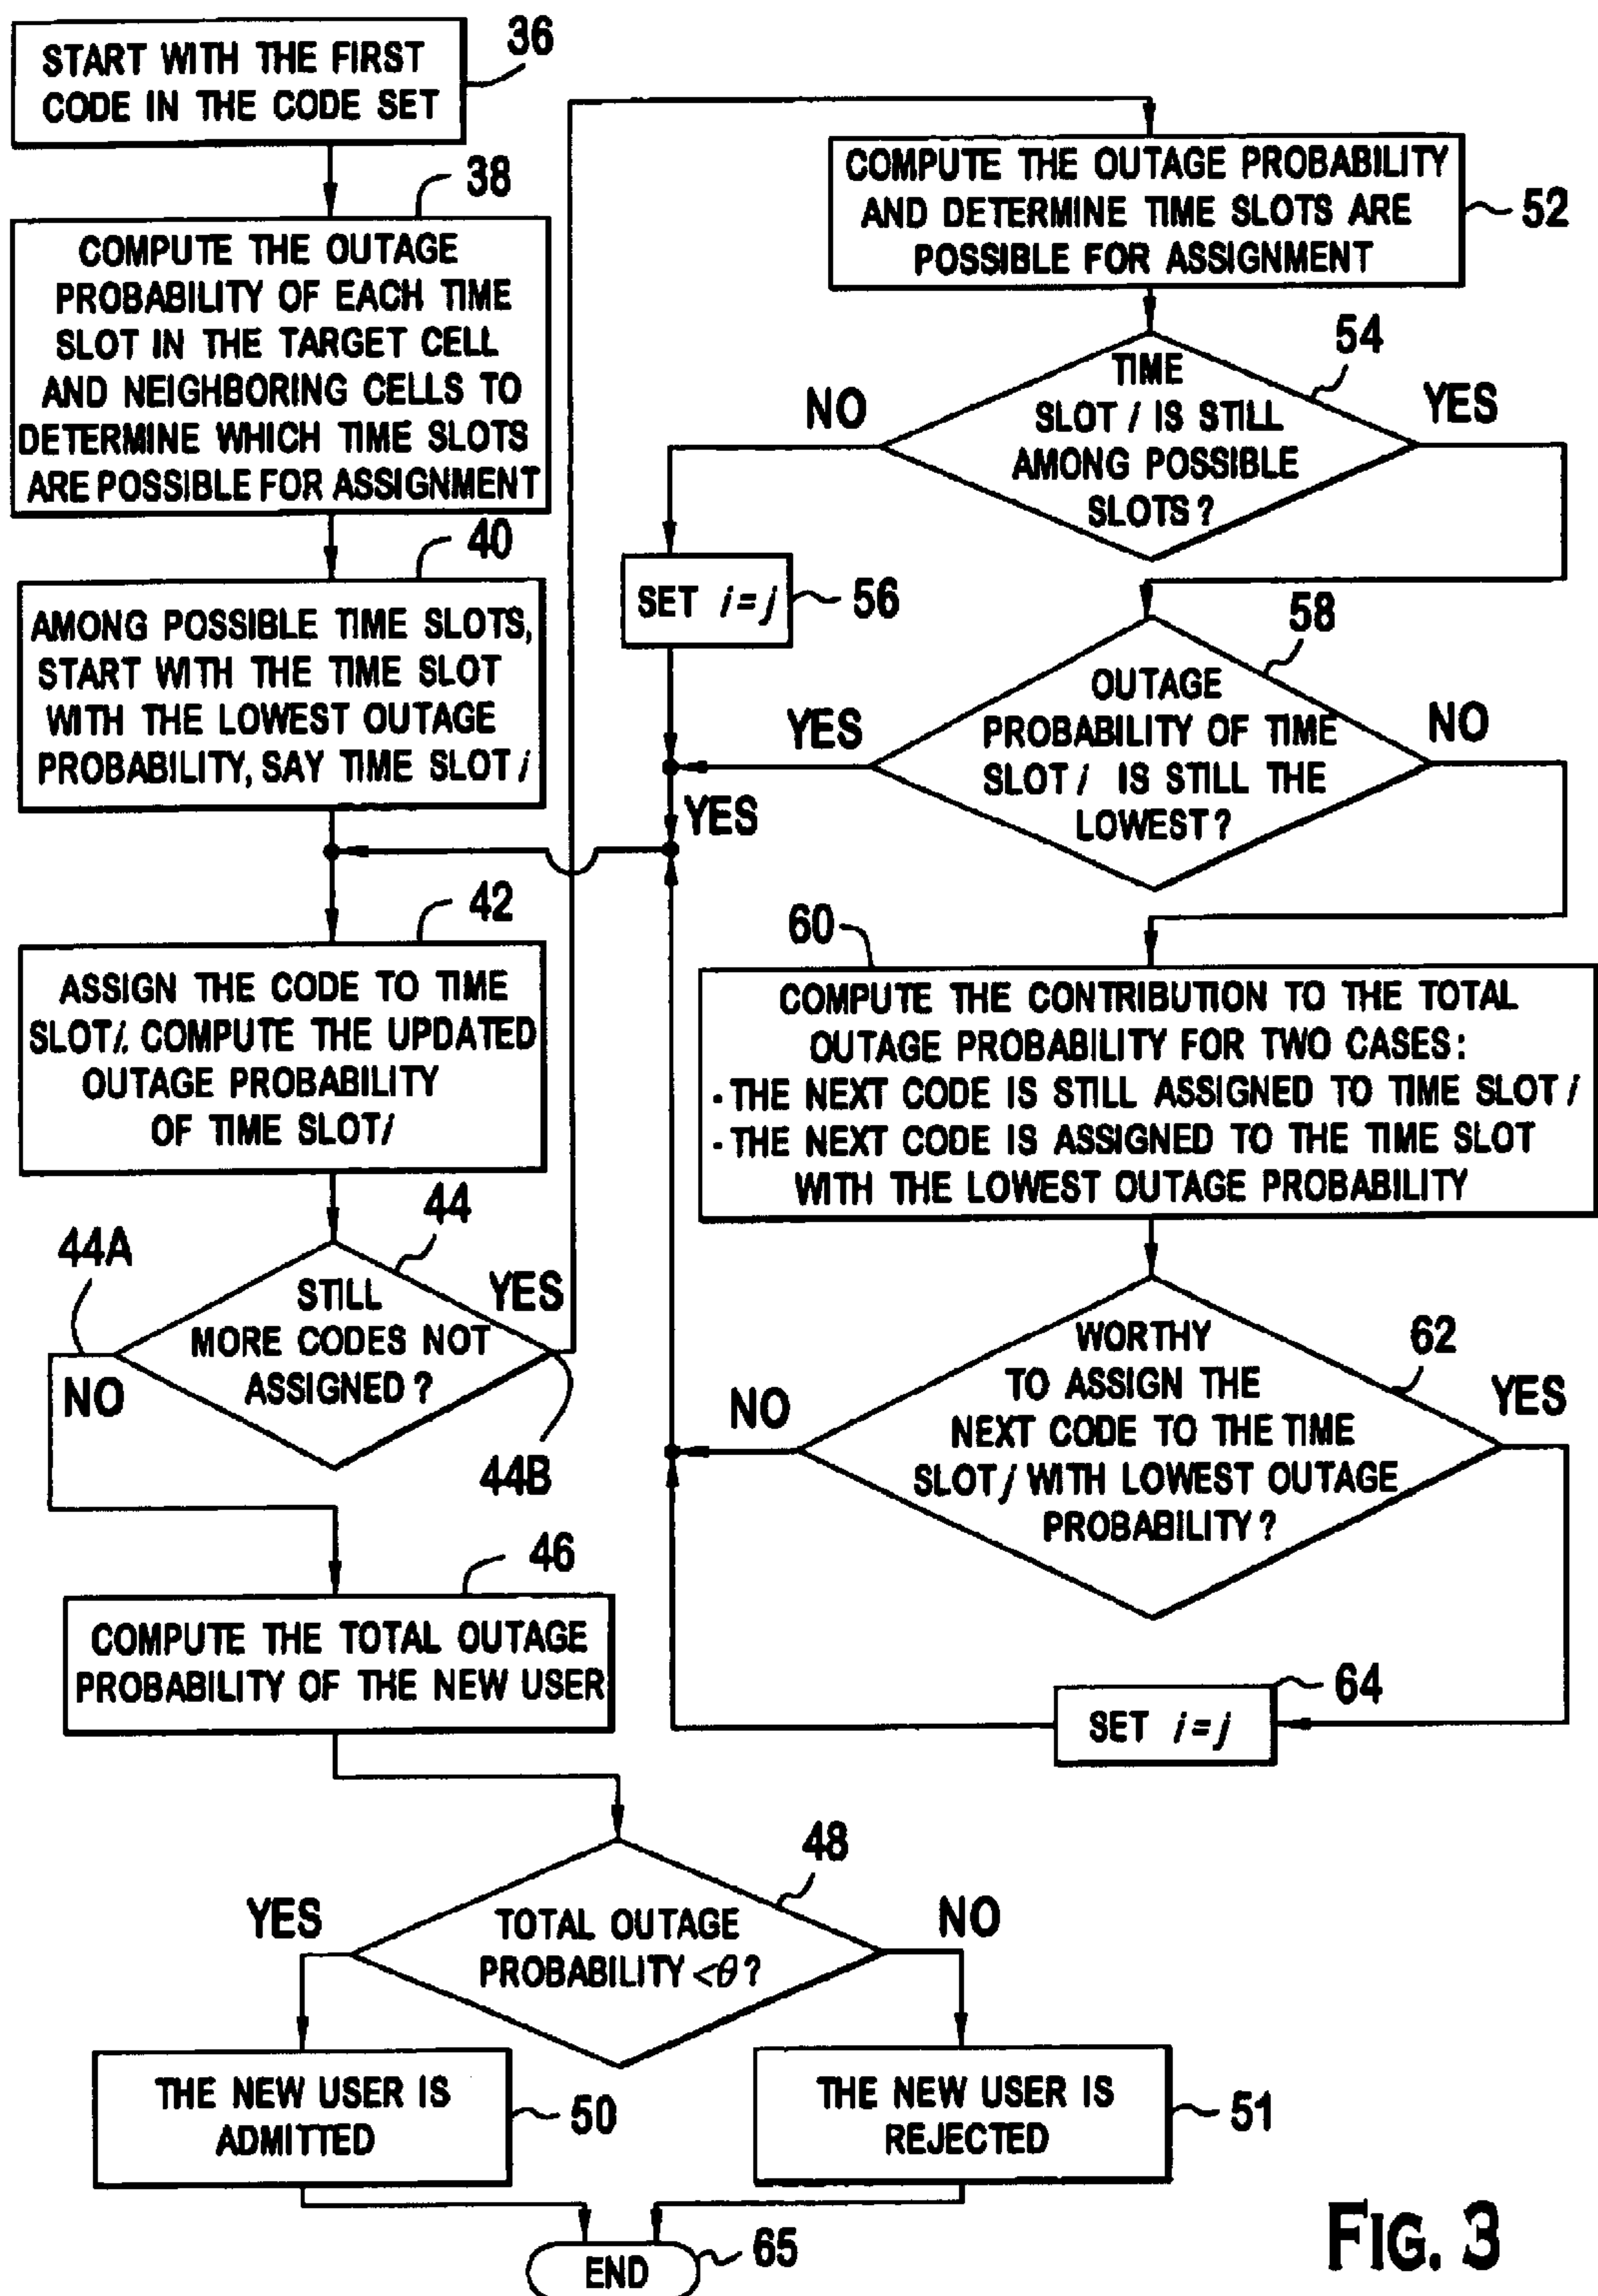 START WITH THE FIRST
CODE IN THE CODE SET
36
38
COMPUTE THE OUTAGE
PROBABILITY OF EACH TIME
SLOT IN THE TARGET CELL
AND NEIGHBORING CELLS TO
DETERMINE WHICH TIME SLOTS
ARE POSSIBLE FOR ASSIGNMENT
40
AMONG POSSIBLE TIME SLOTS,
START WITH THE TIME SLOT
WITH THE LOWEST OUTAGE
PROBABILITY, SAY TIME SLOT i
42
ASSIGN THE CODE TO TIME
SLOT i. COMPUTE THE UPDATED
OUTAGE PROBABILITY
OF TIME SLOT i
44
44A
STILL
MORE CODES NOT
ASSIGNED?
YES
NO
44B
46
COMPUTE THE TOTAL OUTAGE
PROBABILITY OF THE NEW USER
48
TOTAL OUTAGE
PROBABILITY <θ?
YES
NO
THE NEW USER IS
ADMITTED
50
THE NEW USER IS
REJECTED
51
END
65
COMPUTE THE OUTAGE PROBABILITY
AND DETERMINE TIME SLOTS ARE
POSSIBLE FOR ASSIGNMENT
52
54
TIME
SLOT i IS STILL
AMONG POSSIBLE
SLOTS?
NO
YES
SET i=j
56
58
OUTAGE
PROBABILITY OF TIME
SLOT i IS STILL THE
LOWEST?
YES
NO
YES
60
COMPUTE THE CONTRIBUTION TO THE TOTAL
OUTAGE PROBABILITY FOR TWO CASES:
- THE NEXT CODE IS STILL ASSIGNED TO TIME SLOT i
- THE NEXT CODE IS ASSIGNED TO THE TIME SLOT
WITH THE LOWEST OUTAGE PROBABILITY
62
WORTHY
TO ASSIGN THE
NEXT CODE TO THE TIME
SLOT j WITH LOWEST OUTAGE
PROBABILITY?
NO
YES
64
SET i=j
FIG. 3